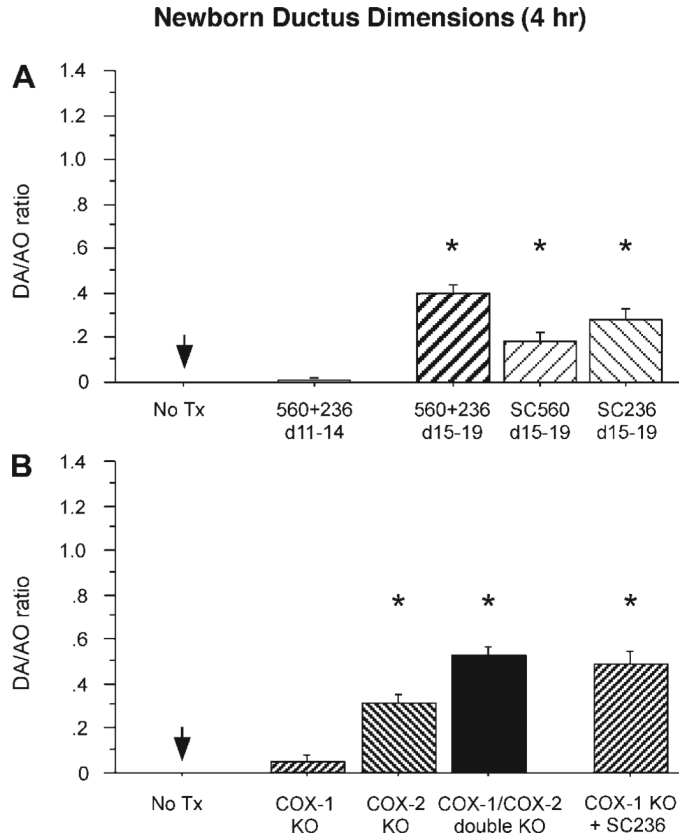 Newborn Ductus Dimensions (4 hr)
A
1.4
1.2
1.0
.8
.6
.4
.2
0
DA/AO ratio
* * *
No Tx 560+236 560+236 SC560 SC236
d11-14 d15-19 d15-19 d15-19
B
1.4
1.2
1.0
.8
.6
.4
.2
0
DA/AO ratio
* * *
No Tx COX-1 COX-2 COX-1/COX-2 COX-1 KO
KO KO double KO + SC236